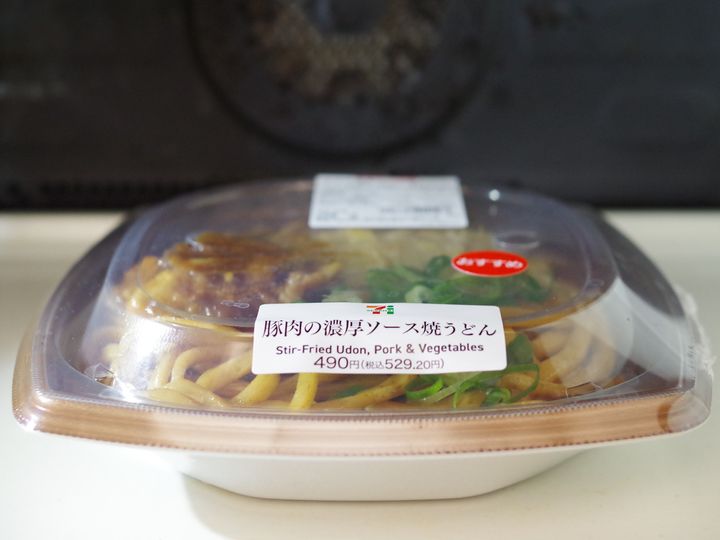 おすすめ
豚肉の濃厚ソース焼うどん
Stir-Fried Udon, Pork & Vegetables
490円(税込529.20円)